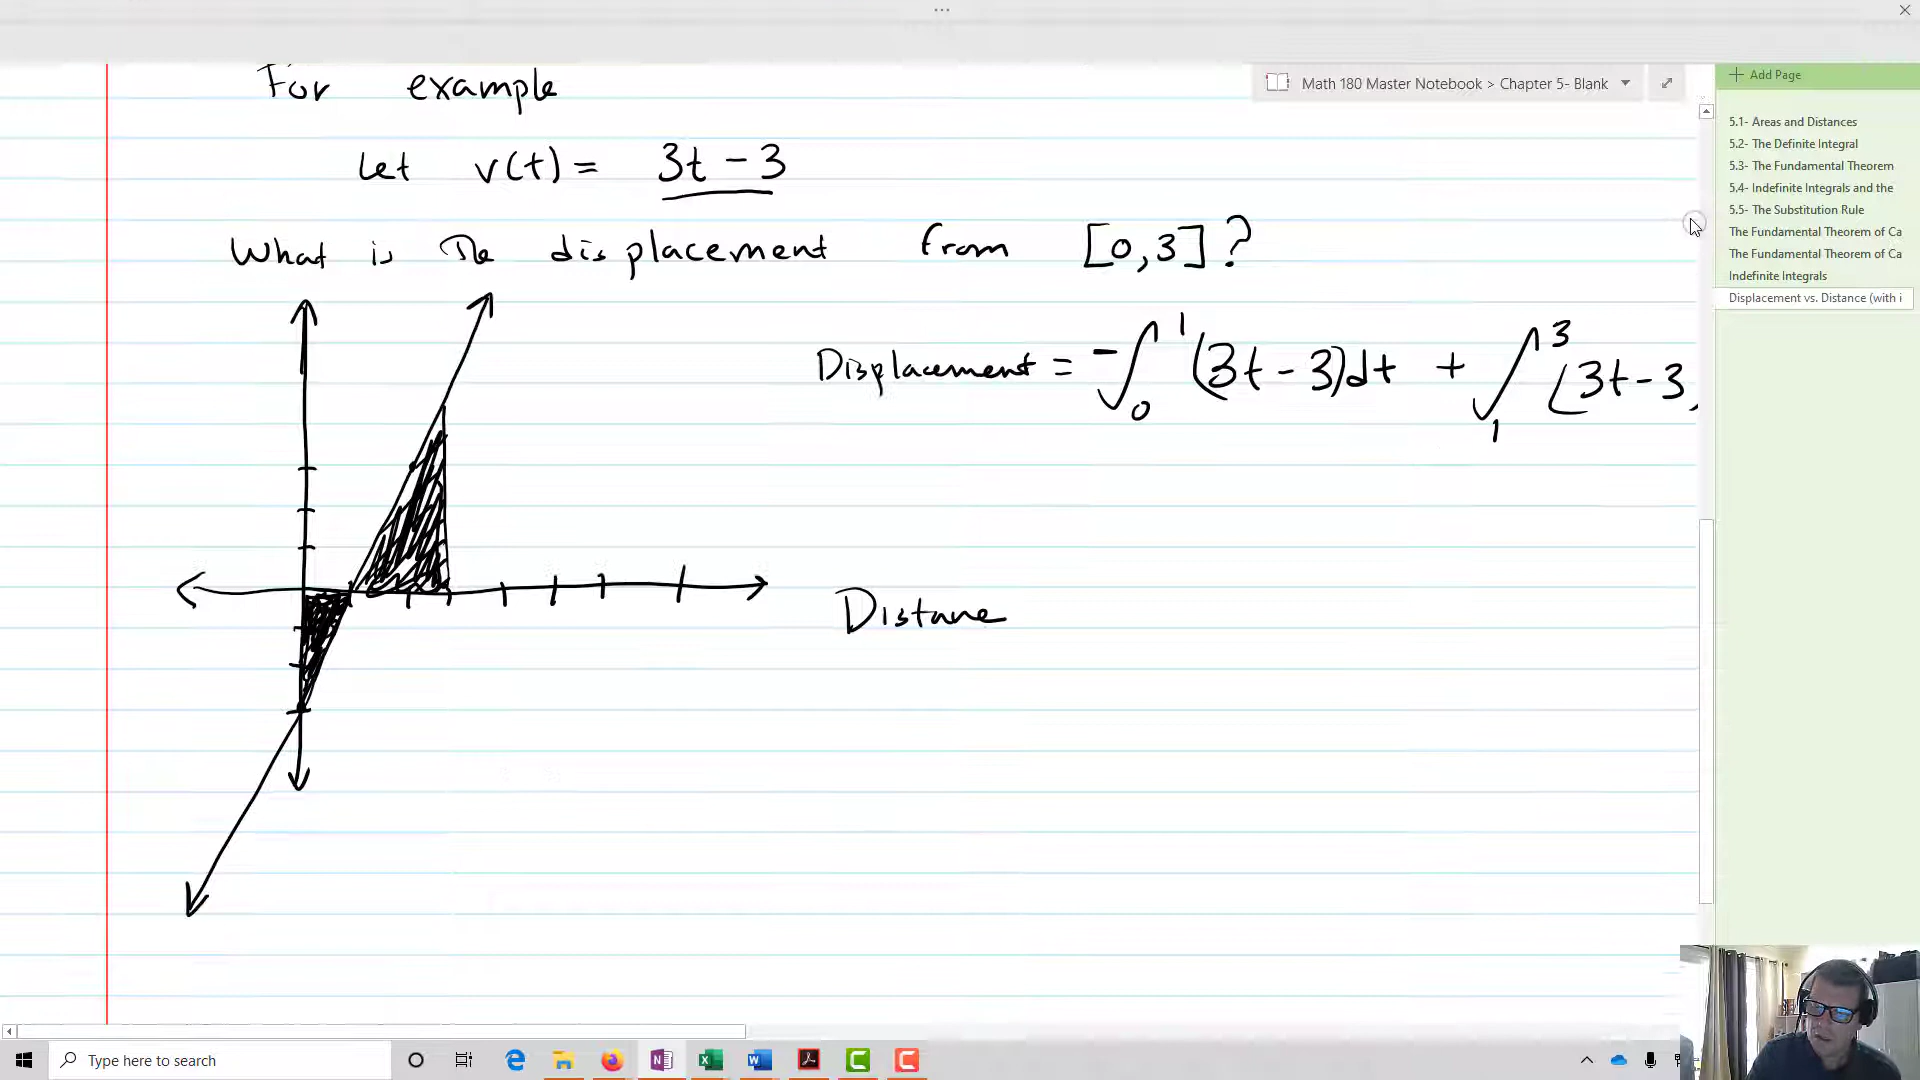 For example
Math 180 Master Notebook > Chapter 5- Blank
Let v(t) = 3t - 3
What is the displacement from [0,3]?
Displacement = -∫₀¹ (3t - 3)dt + ∫₁³ (3t - 3)
Distane
Add Page
5.1- Areas and Distances
5.2- The Definite Integral
5.3- The Fundamental Theorem
5.4- Indefinite Integrals and the
5.5- The Substitution Rule
The Fundamental Theorem of Ca
The Fundamental Theorem of Ca
Indefinite Integrals
Displacement vs. Distance (with i
Type here to search